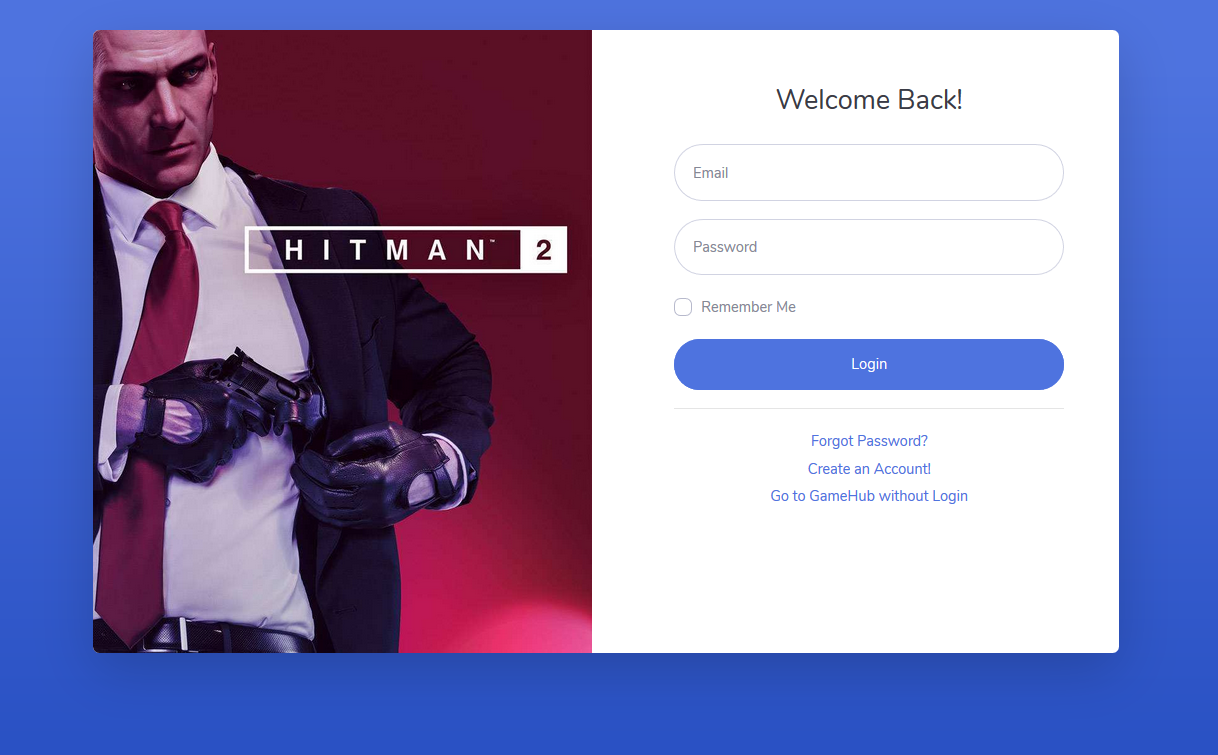 HITMAN™ 2
Welcome Back!
Email
Password
Remember Me
Login
Forgot Password?
Create an Account!
Go to GameHub without Login